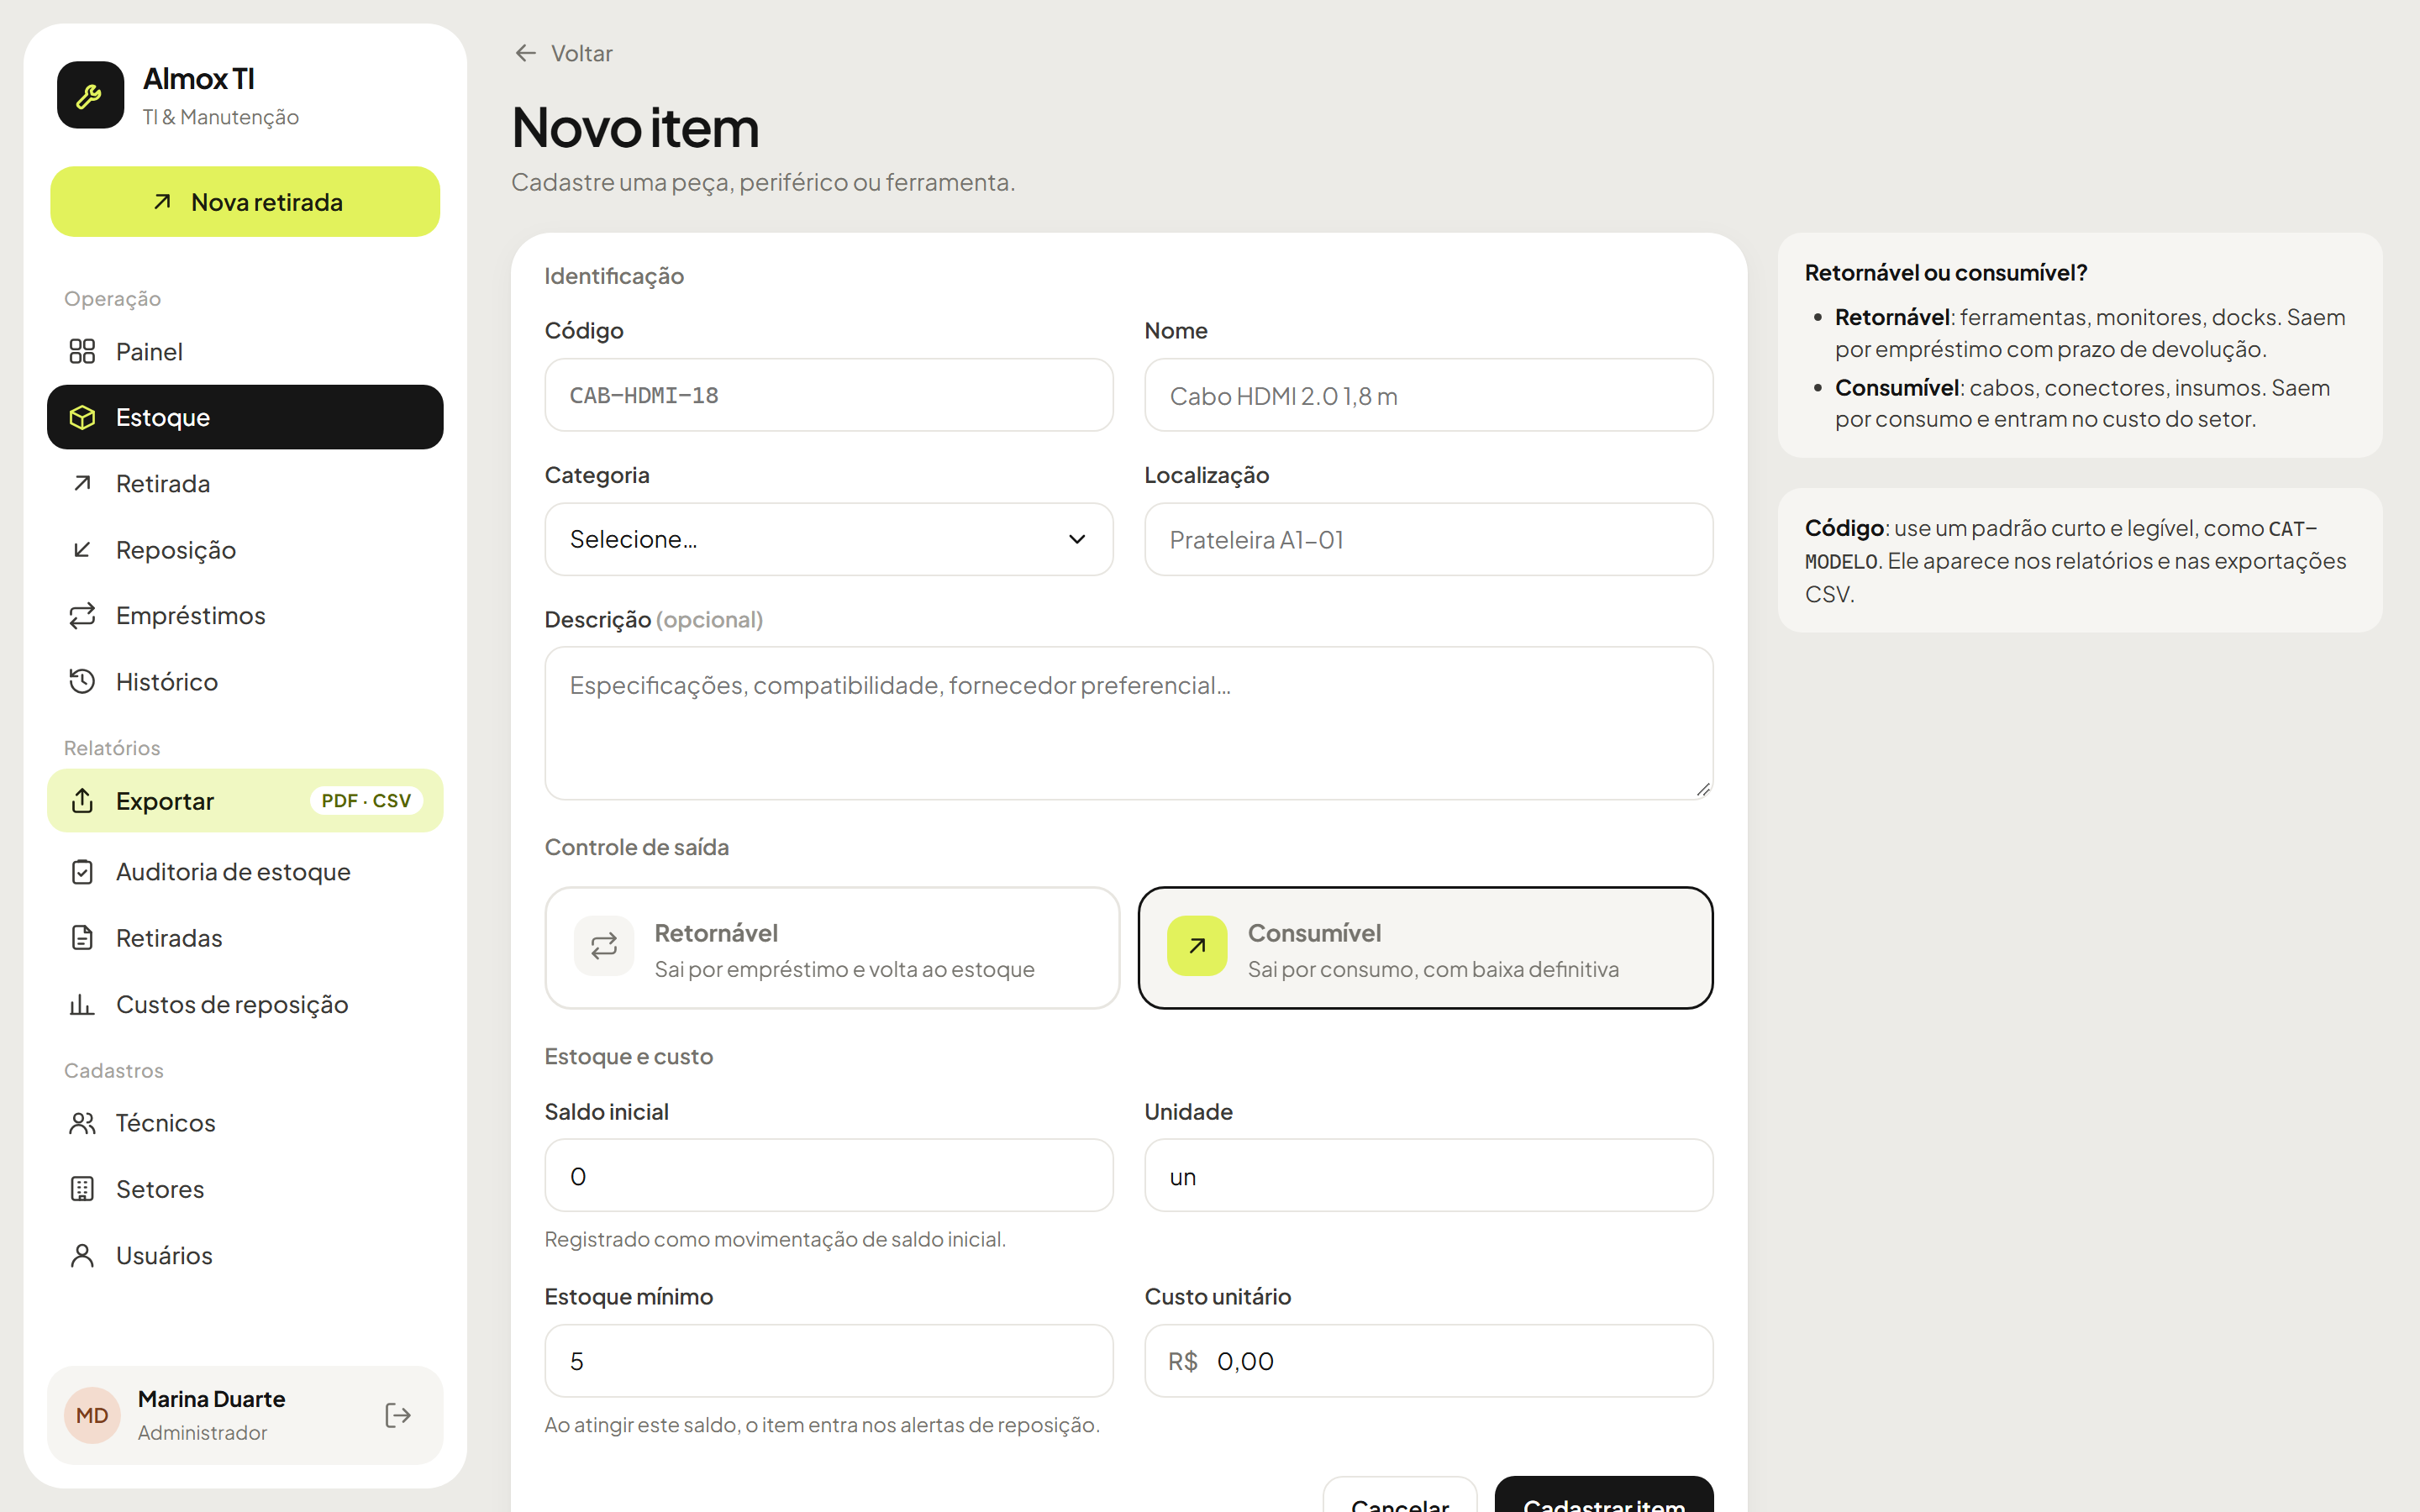 Almox TI
TI & Manutenção
Nova retirada
Operação
Painel
Estoque
Retirada
Reposição
Empréstimos
Histórico
Relatórios
Exportar
PDF · CSV
Auditoria de estoque
Retiradas
Custos de reposição
Cadastros
Técnicos
Setores
Usuários
MD
Marina Duarte
Administrador
Voltar
Novo item
Cadastre uma peça, periférico ou ferramenta.
Identificação
Código
Nome
CAB-HDMI-18
Cabo HDMI 2.0 1,8 m
Categoria
Localização
Selecione...
Prateleira A1-01
Descrição (opcional)
Especificações, compatibilidade, fornecedor preferencial...
Controle de saída
Retornável
Sai por empréstimo e volta ao estoque
Consumível
Sai por consumo, com baixa definitiva
Estoque e custo
Saldo inicial
Unidade
0
un
Registrado como movimentação de saldo inicial.
Estoque mínimo
Custo unitário
5
R$ 0,00
Ao atingir este saldo, o item entra nos alertas de reposição.
Cancelar
Cadastrar item
Retornável ou consumível?
• Retornável: ferramentas, monitores, docks. Saem
por empréstimo com prazo de devolução.
• Consumível: cabos, conectores, insumos. Saem
por consumo e entram no custo do setor.
Código: use um padrão curto e legível, como CAT-
MODELO. Ele aparece nos relatórios e nas exportações
CSV.